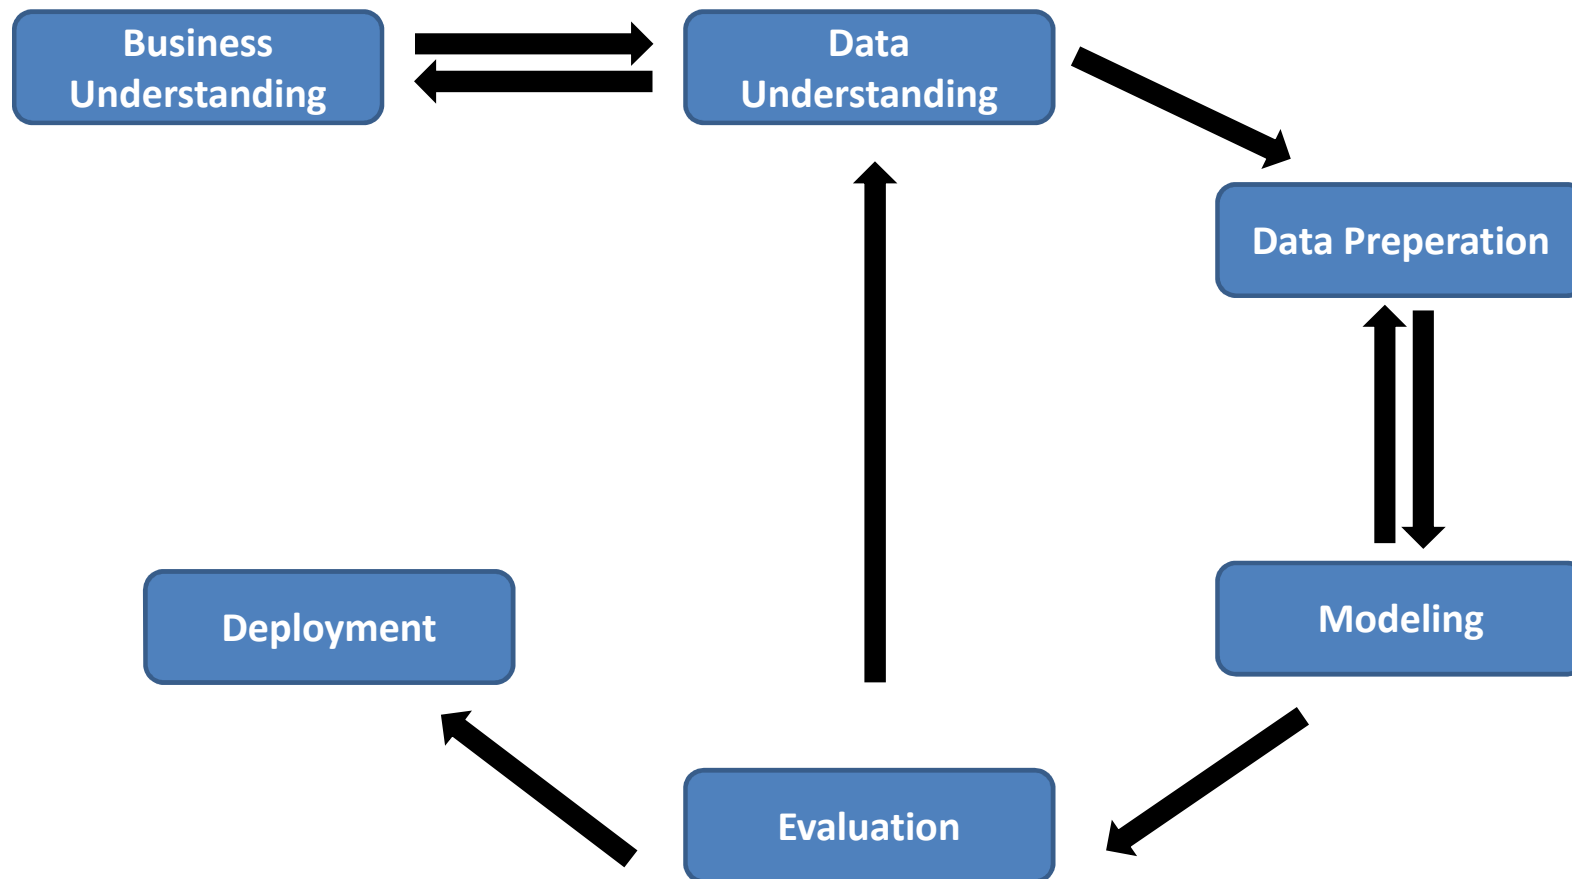 Business
Understanding
Data
Understanding
Data Preperation
Modeling
Deployment
Evaluation